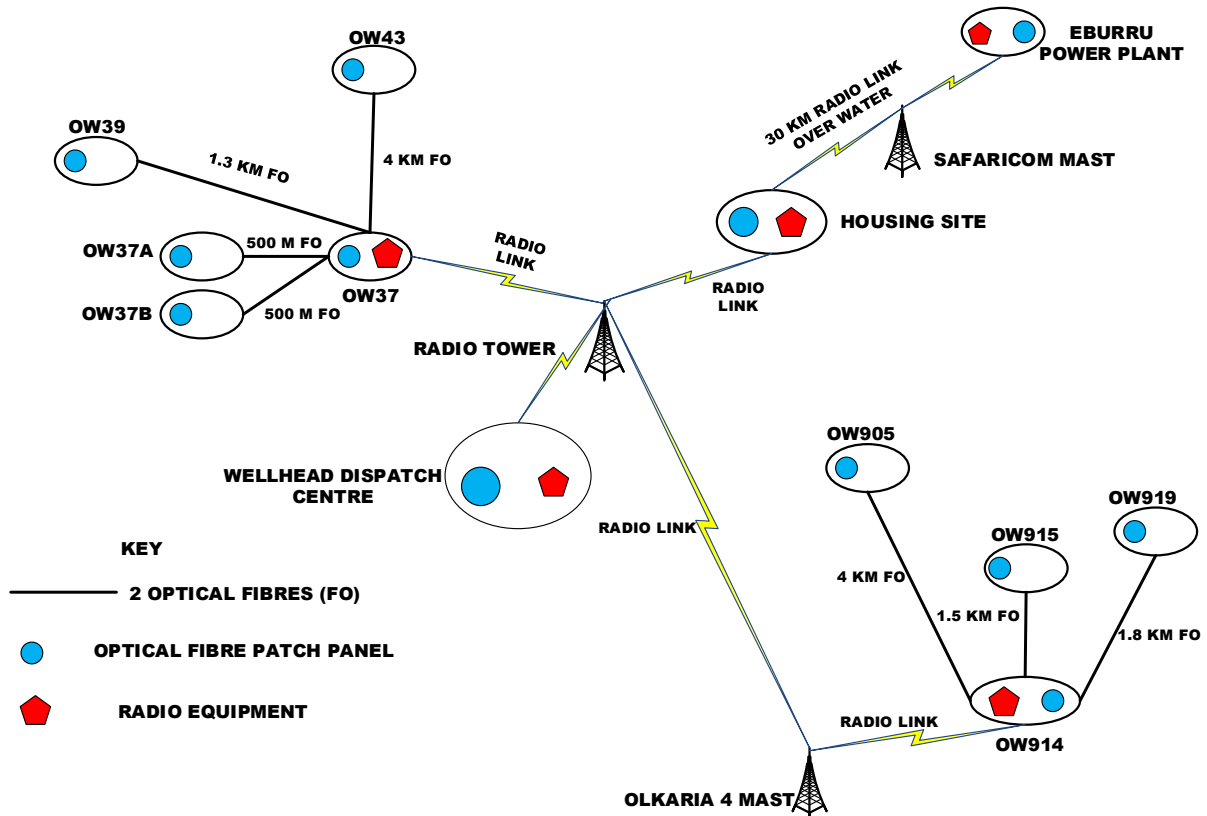 OW43
EBURRU
POWER PLANT
30 KM RADIO LINK
OVER WATER
OW39
1.3 KM FO
4 KM FO
SAFARICOM MAST
HOUSING SITE
OW37A
500 M FO
RADIO
LINK
OW37
OW37B
500 M FO
RADIO
LINK
RADIO TOWER
OW905
WELLHEAD DISPATCH
CENTRE
OW919
RADIO LINK
OW915
KEY
4 KM FO
2 OPTICAL FIBRES (FO)
1.5 KM FO
1.8 KM FO
OPTICAL FIBRE PATCH PANEL
RADIO EQUIPMENT
RADIO LINK
OW914
OLKARIA 4 MAST